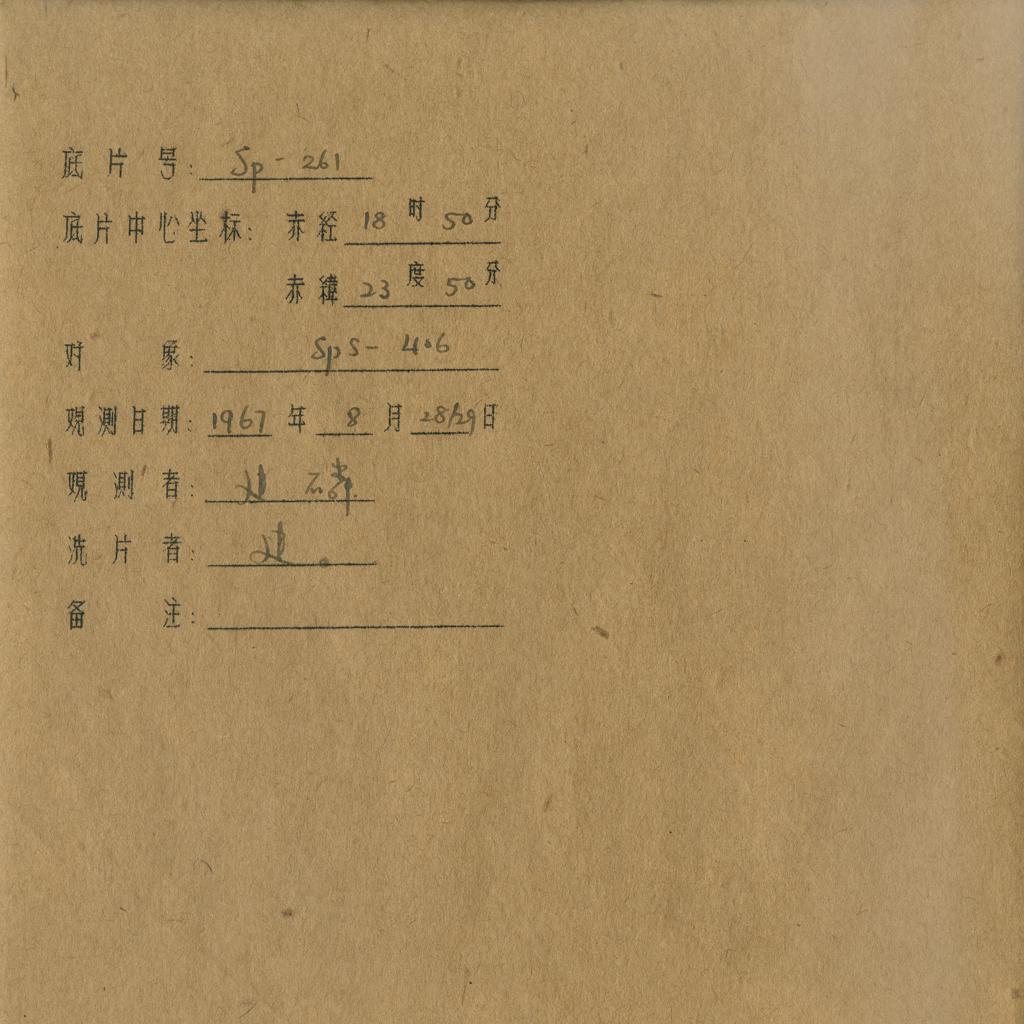 底片号: Sp-261
底片中心坐标: 赤経 18 时 50 分
赤緯 23 度 50 分
对 象: SpS-406
观测日期: 1967 年 8 月 28/29 日
观测者:
洗片者:
备 注: